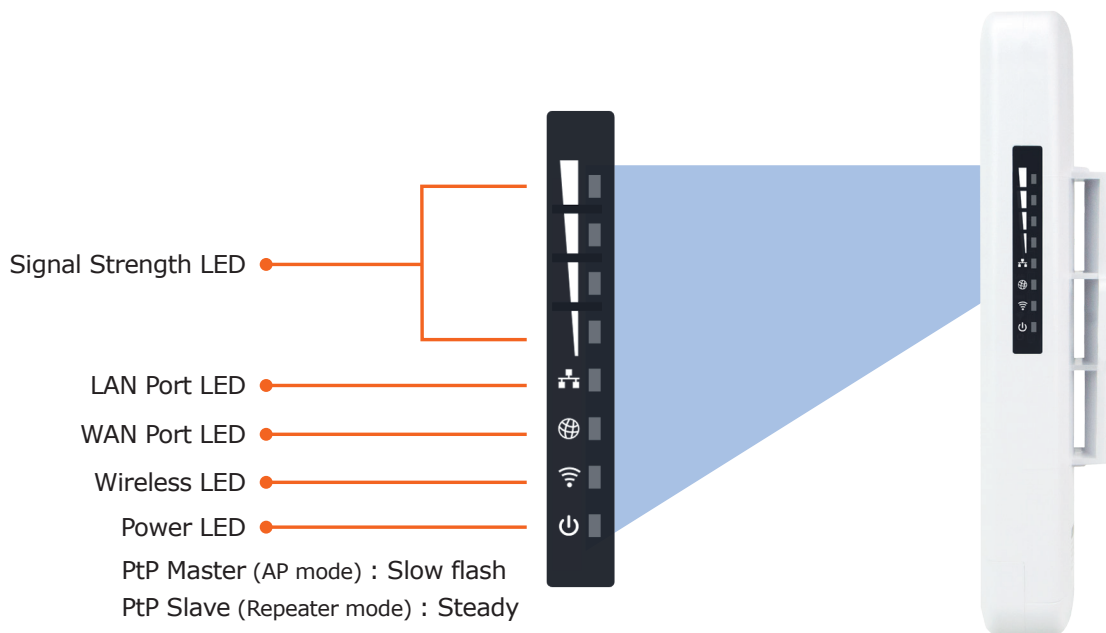 Signal Strength LED
LAN Port LED
WAN Port LED
Wireless LED
Power LED
PtP Master (AP mode) : Slow flash
PtP Slave (Repeater mode) : Steady